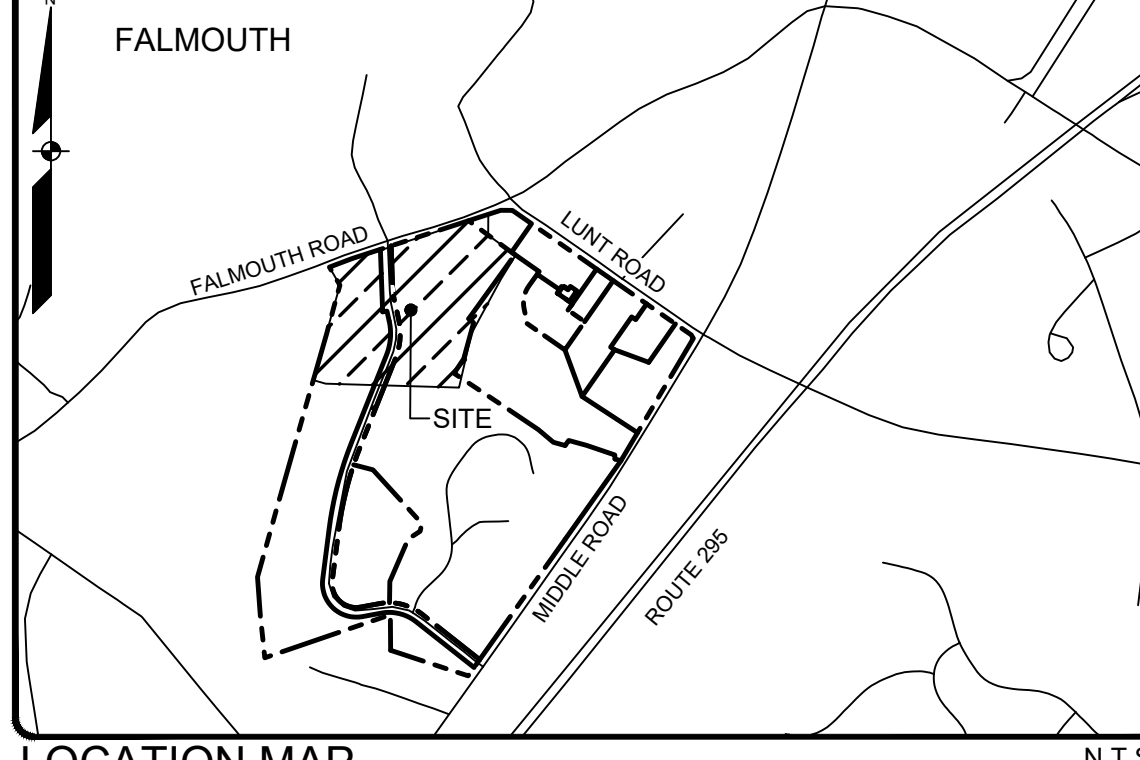 N
FALMOUTH
FALMOUTH ROAD
LUNT ROAD
SITE
MIDDLE ROAD
ROUTE 295
LOCATION MAP
N.T.S